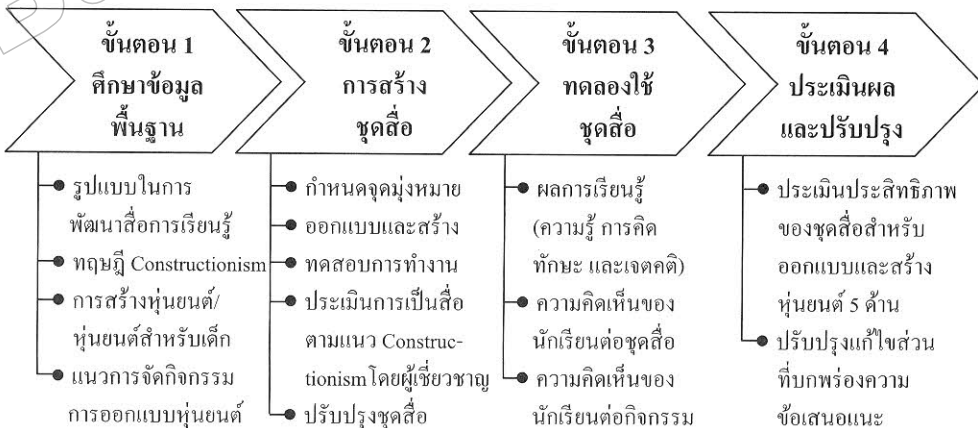 ขั้นตอน 1
ศึกษาข้อมูล
พื้นฐาน
รูปแบบในการ
พัฒนาสื่อการเรียนรู้
ทฤษฎี Constructionism
การสร้างหุ่นยนต์/
หุ่นยนต์สำหรับเด็ก
แนวการจัดกิจกรรม
การออกแบบหุ่นยนต์
ขั้นตอน 2
การสร้าง
ชุดสื่อ
กำหนดจุดมุ่งหมาย
ออกแบบและสร้าง
ทดสอบการทำงาน
ประเมินการเป็นสื่อ
ตามแนว Construc-
tionism โดยผู้เชี่ยวชาญ
ปรับปรุงชุดสื่อ
ขั้นตอน 3
ทดลองใช้
ชุดสื่อ
ผลการเรียนรู้
(ความรู้ การคิด
ทักษะ และเจตคติ)
ความคิดเห็นของ
นักเรียนต่อชุดสื่อ
ความคิดเห็นของ
นักเรียนต่อกิจกรรม
ขั้นตอน 4
ประเมินผล
และปรับปรุง
ประเมินประสิทธิภาพ
ของชุดสื่อสำหรับ
ออกแบบและสร้าง
หุ่นยนต์ 5 ด้าน
ปรับปรุงแก้ไขส่วน
ที่บกพร่องความ
ข้อเสนอแนะ